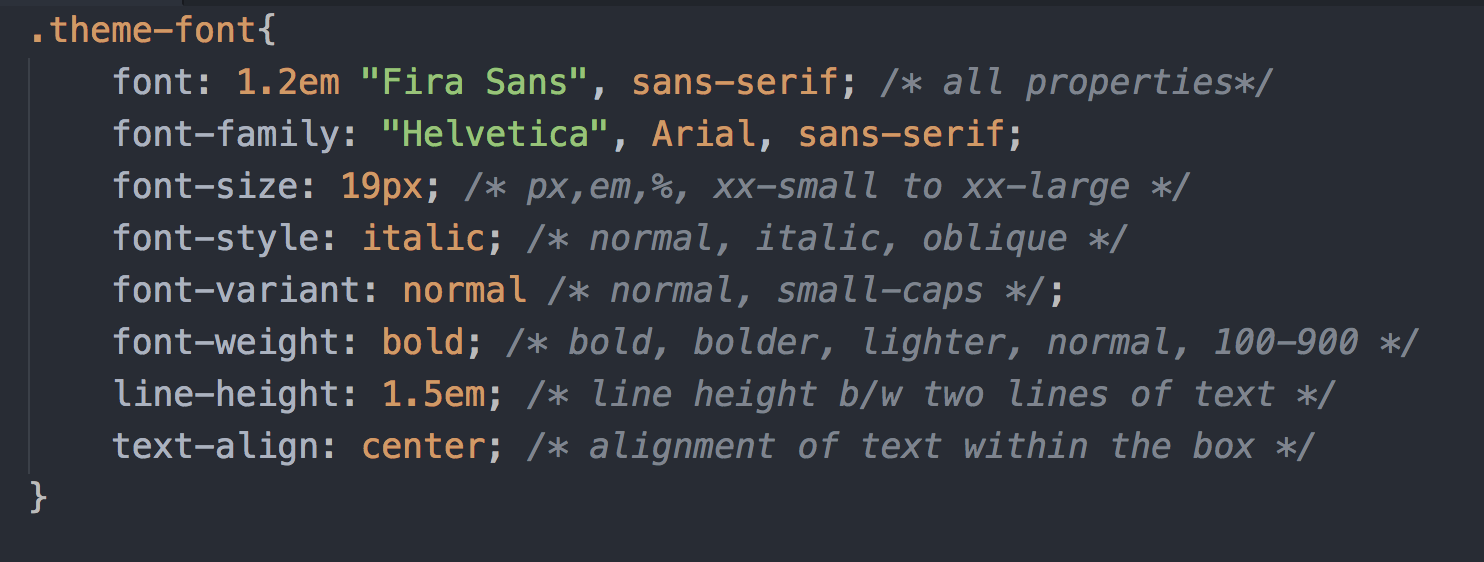 .theme-font{
    font: 1.2em "Fira Sans", sans-serif; /* all properties*/
    font-family: "Helvetica", Arial, sans-serif;
    font-size: 19px; /* px,em,%, xx-small to xx-large */
    font-style: italic; /* normal, italic, oblique */
    font-variant: normal /* normal, small-caps */;
    font-weight: bold; /* bold, bolder, lighter, normal, 100-900 */
    line-height: 1.5em; /* line height b/w two lines of text */
    text-align: center; /* alignment of text within the box */
}